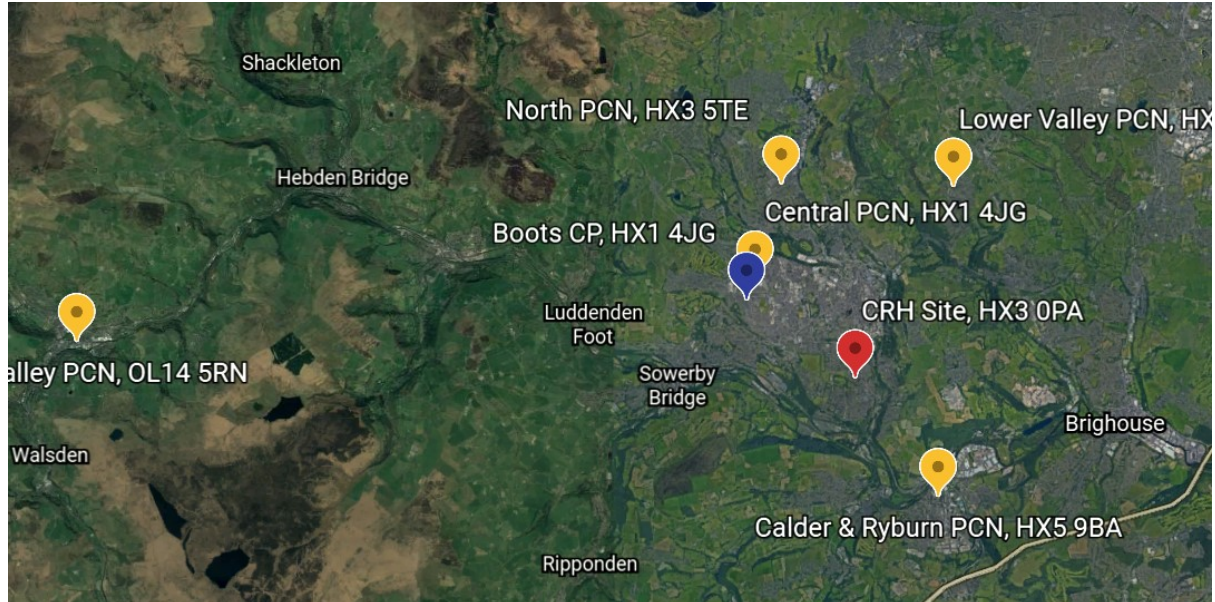 Shackleton
North PCN, HX3 5TE
Lower Valley PCN, HX
Hebden Bridge
Central PCN, HX1 4JG
Boots CP, HX1 4JG
Luddenden
Foot
CRH Site, HX3 0PA
alley PCN, OL14 5RN
Sowerby
Bridge
Brighouse
Walsden
Calder & Ryburn PCN, HX5 9BA
Ripponden